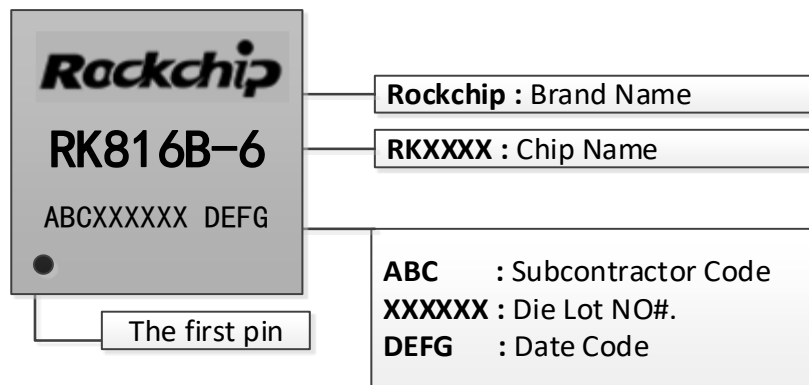 Rockchip
RK816B-6
ABCXXXXXX DEFG
The first pin
Rockchip : Brand Name
RKXXXX : Chip Name
ABC : Subcontractor Code
XXXXXX : Die Lot NO#.
DEFG : Date Code